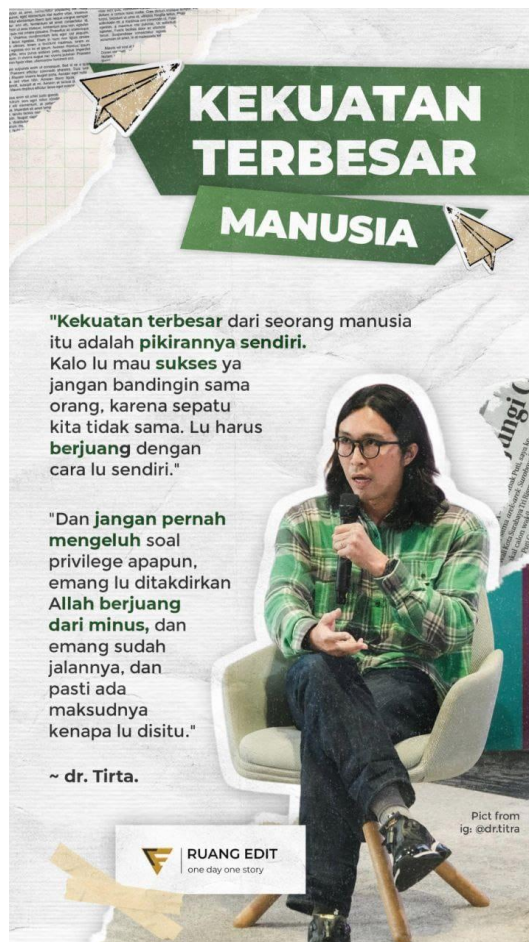 KEKUATAN
TERBESAR
MANUSIA
"Kekuatan terbesar dari seorang manusia
itu adalah pikirannya sendiri.
Kalo lu mau sukses ya
jangan bandingin sama
orang, karena sepatu
kita tidak sama. Lu harus
berjuang dengan
cara lu sendiri."
"Dan jangan pernah
mengeluh soal
privilege apapun,
emang lu ditakdirkan
Allah berjuang
dari minus, dan
emang sudah
jalannya, dan
pasti ada
maksudnya
kenapa lu disitu."
~ dr. Tirta.
Pict from
ig: @dr.titra
RUANG EDIT
one day one story